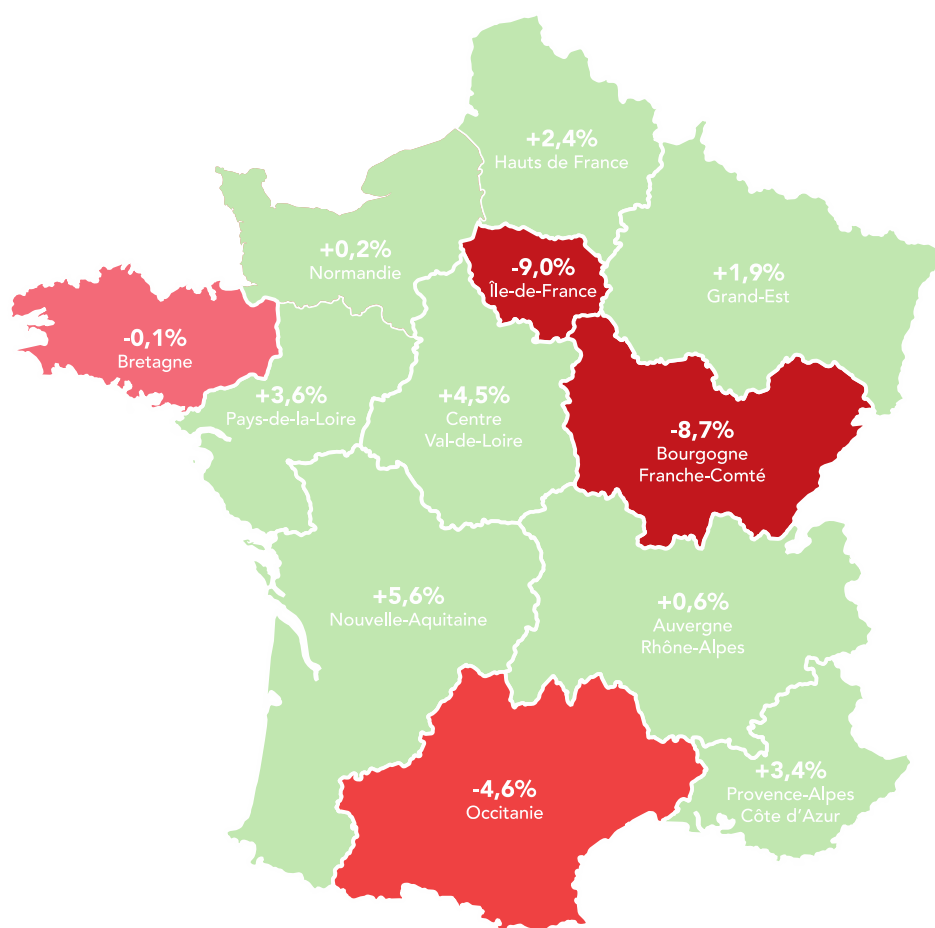 +2,4%
Hauts de France
+0,2%
Normandie
-9,0%
Île-de-France
+1,9%
Grand-Est
-0,1%
Bretagne
+3,6%
Pays-de-la-Loire
+4,5%
Centre
Val-de-Loire
-8,7%
Bourgogne
Franche-Comté
+5,6%
Nouvelle-Aquitaine
+0,6%
Auvergne
Rhône-Alpes
-4,6%
Occitanie
+3,4%
Provence-Alpes
Côte d'Azur